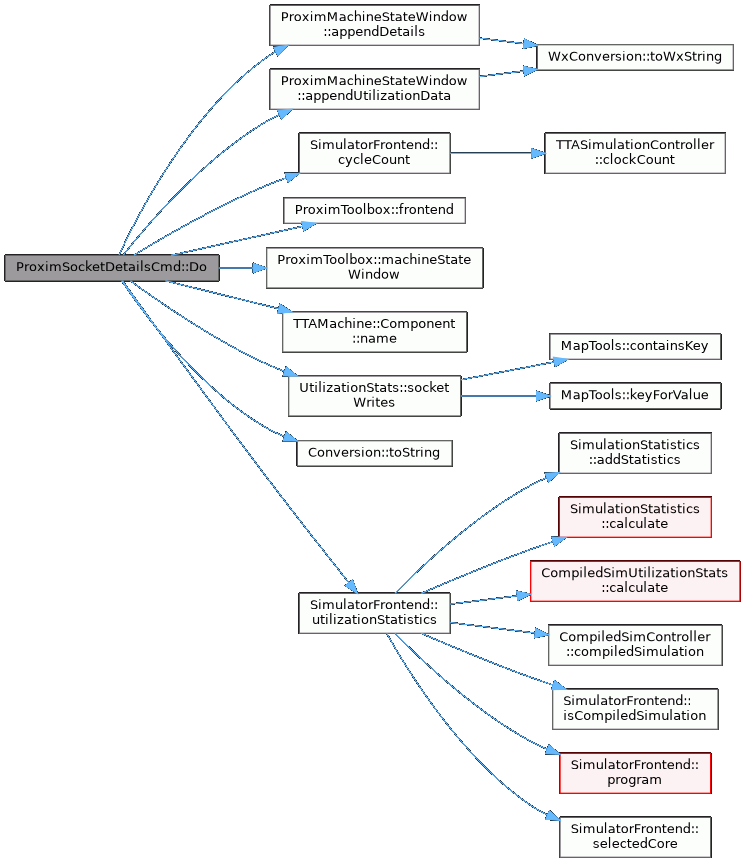 ProximMachineStateWindow
::appendDetails
WxConversion::toWxString
ProximMachineStateWindow
::appendUtilizationData
SimulatorFrontend::
cycleCount
TTASimulationController
::clockCount
ProximToolbox::frontend
ProximSocketDetailsCmd::Do
ProximToolbox::machineState
Window
TTAMachine::Component
::name
UtilizationStats::socket
Writes
MapTools::containsKey
MapTools::keyForValue
Conversion::toString
SimulatorFrontend::
utilizationStatistics
SimulationStatistics
::addStatistics
SimulationStatistics
::calculate
CompiledSimUtilizationStats
::calculate
CompiledSimController
::compiledSimulation
SimulatorFrontend::
isCompiledSimulation
SimulatorFrontend::
program
SimulatorFrontend::
selectedCore